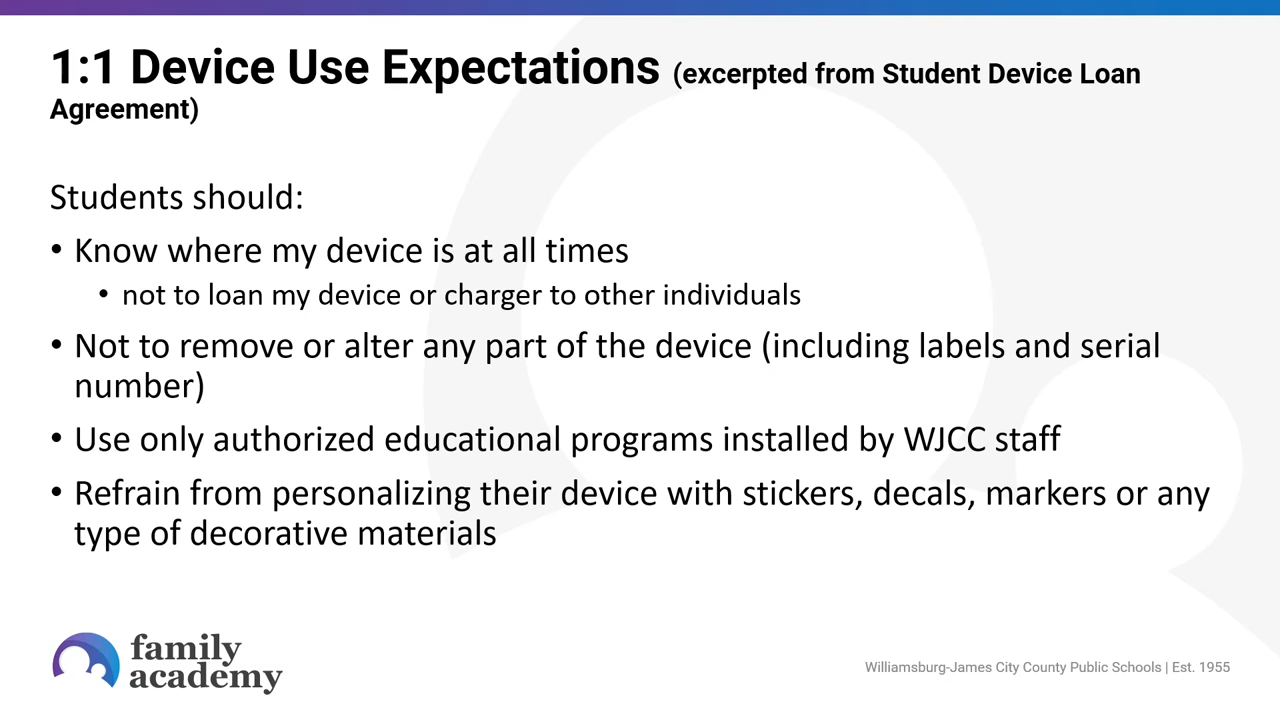 1:1 Device Use Expectations (excerpted from Student Device Loan
Agreement)
Students should:
• Know where my device is at all times
• not to loan my device or charger to other individuals
• Not to remove or alter any part of the device (including labels and serial
number)
• Use only authorized educational programs installed by WJCC staff
• Refrain from personalizing their device with stickers, decals, markers or any
type of decorative materials
family
academy
Williamsburg-James City County Public Schools | Est. 1955